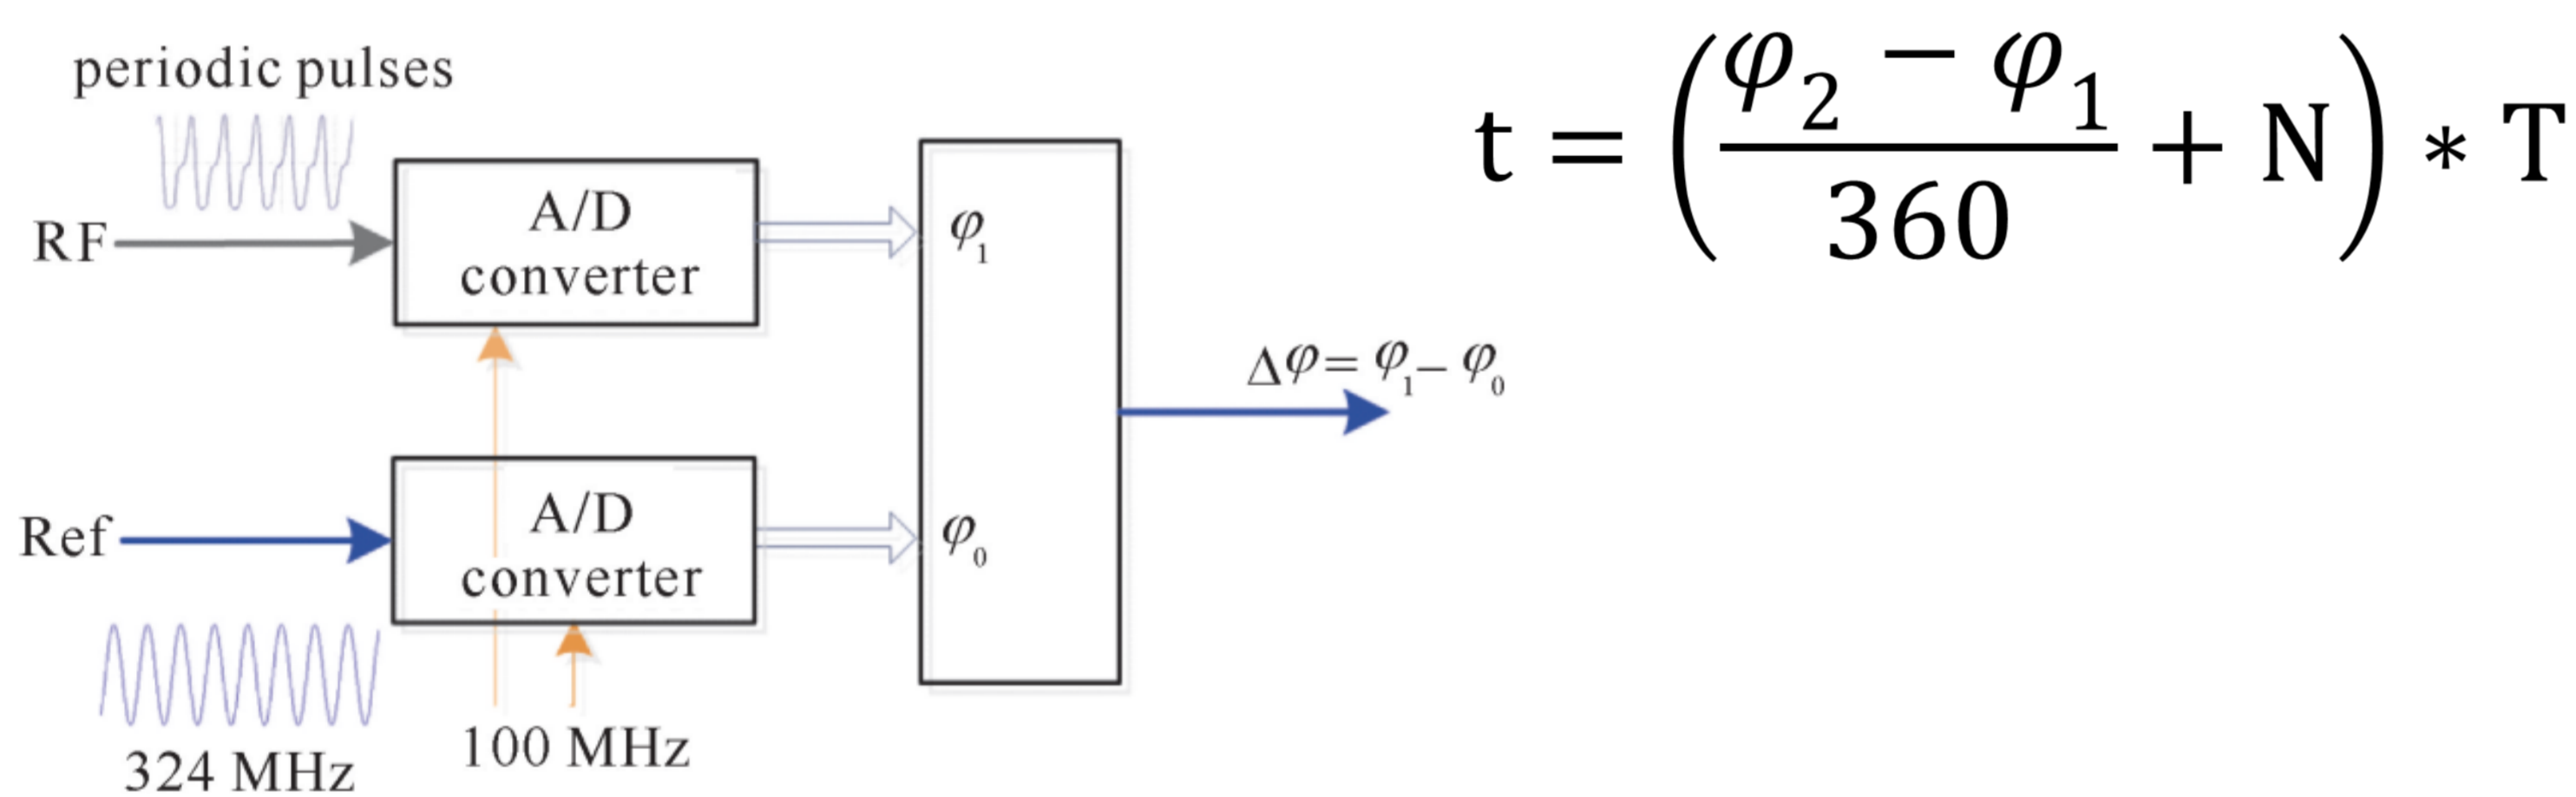 periodic pulses
RF
A/D
converter
φ₁
t = (φ₂ − φ₁ / 360 + N) * T
Δφ = φ₁ − φ₀
Ref
A/D
converter
φ₀
324 MHz
100 MHz